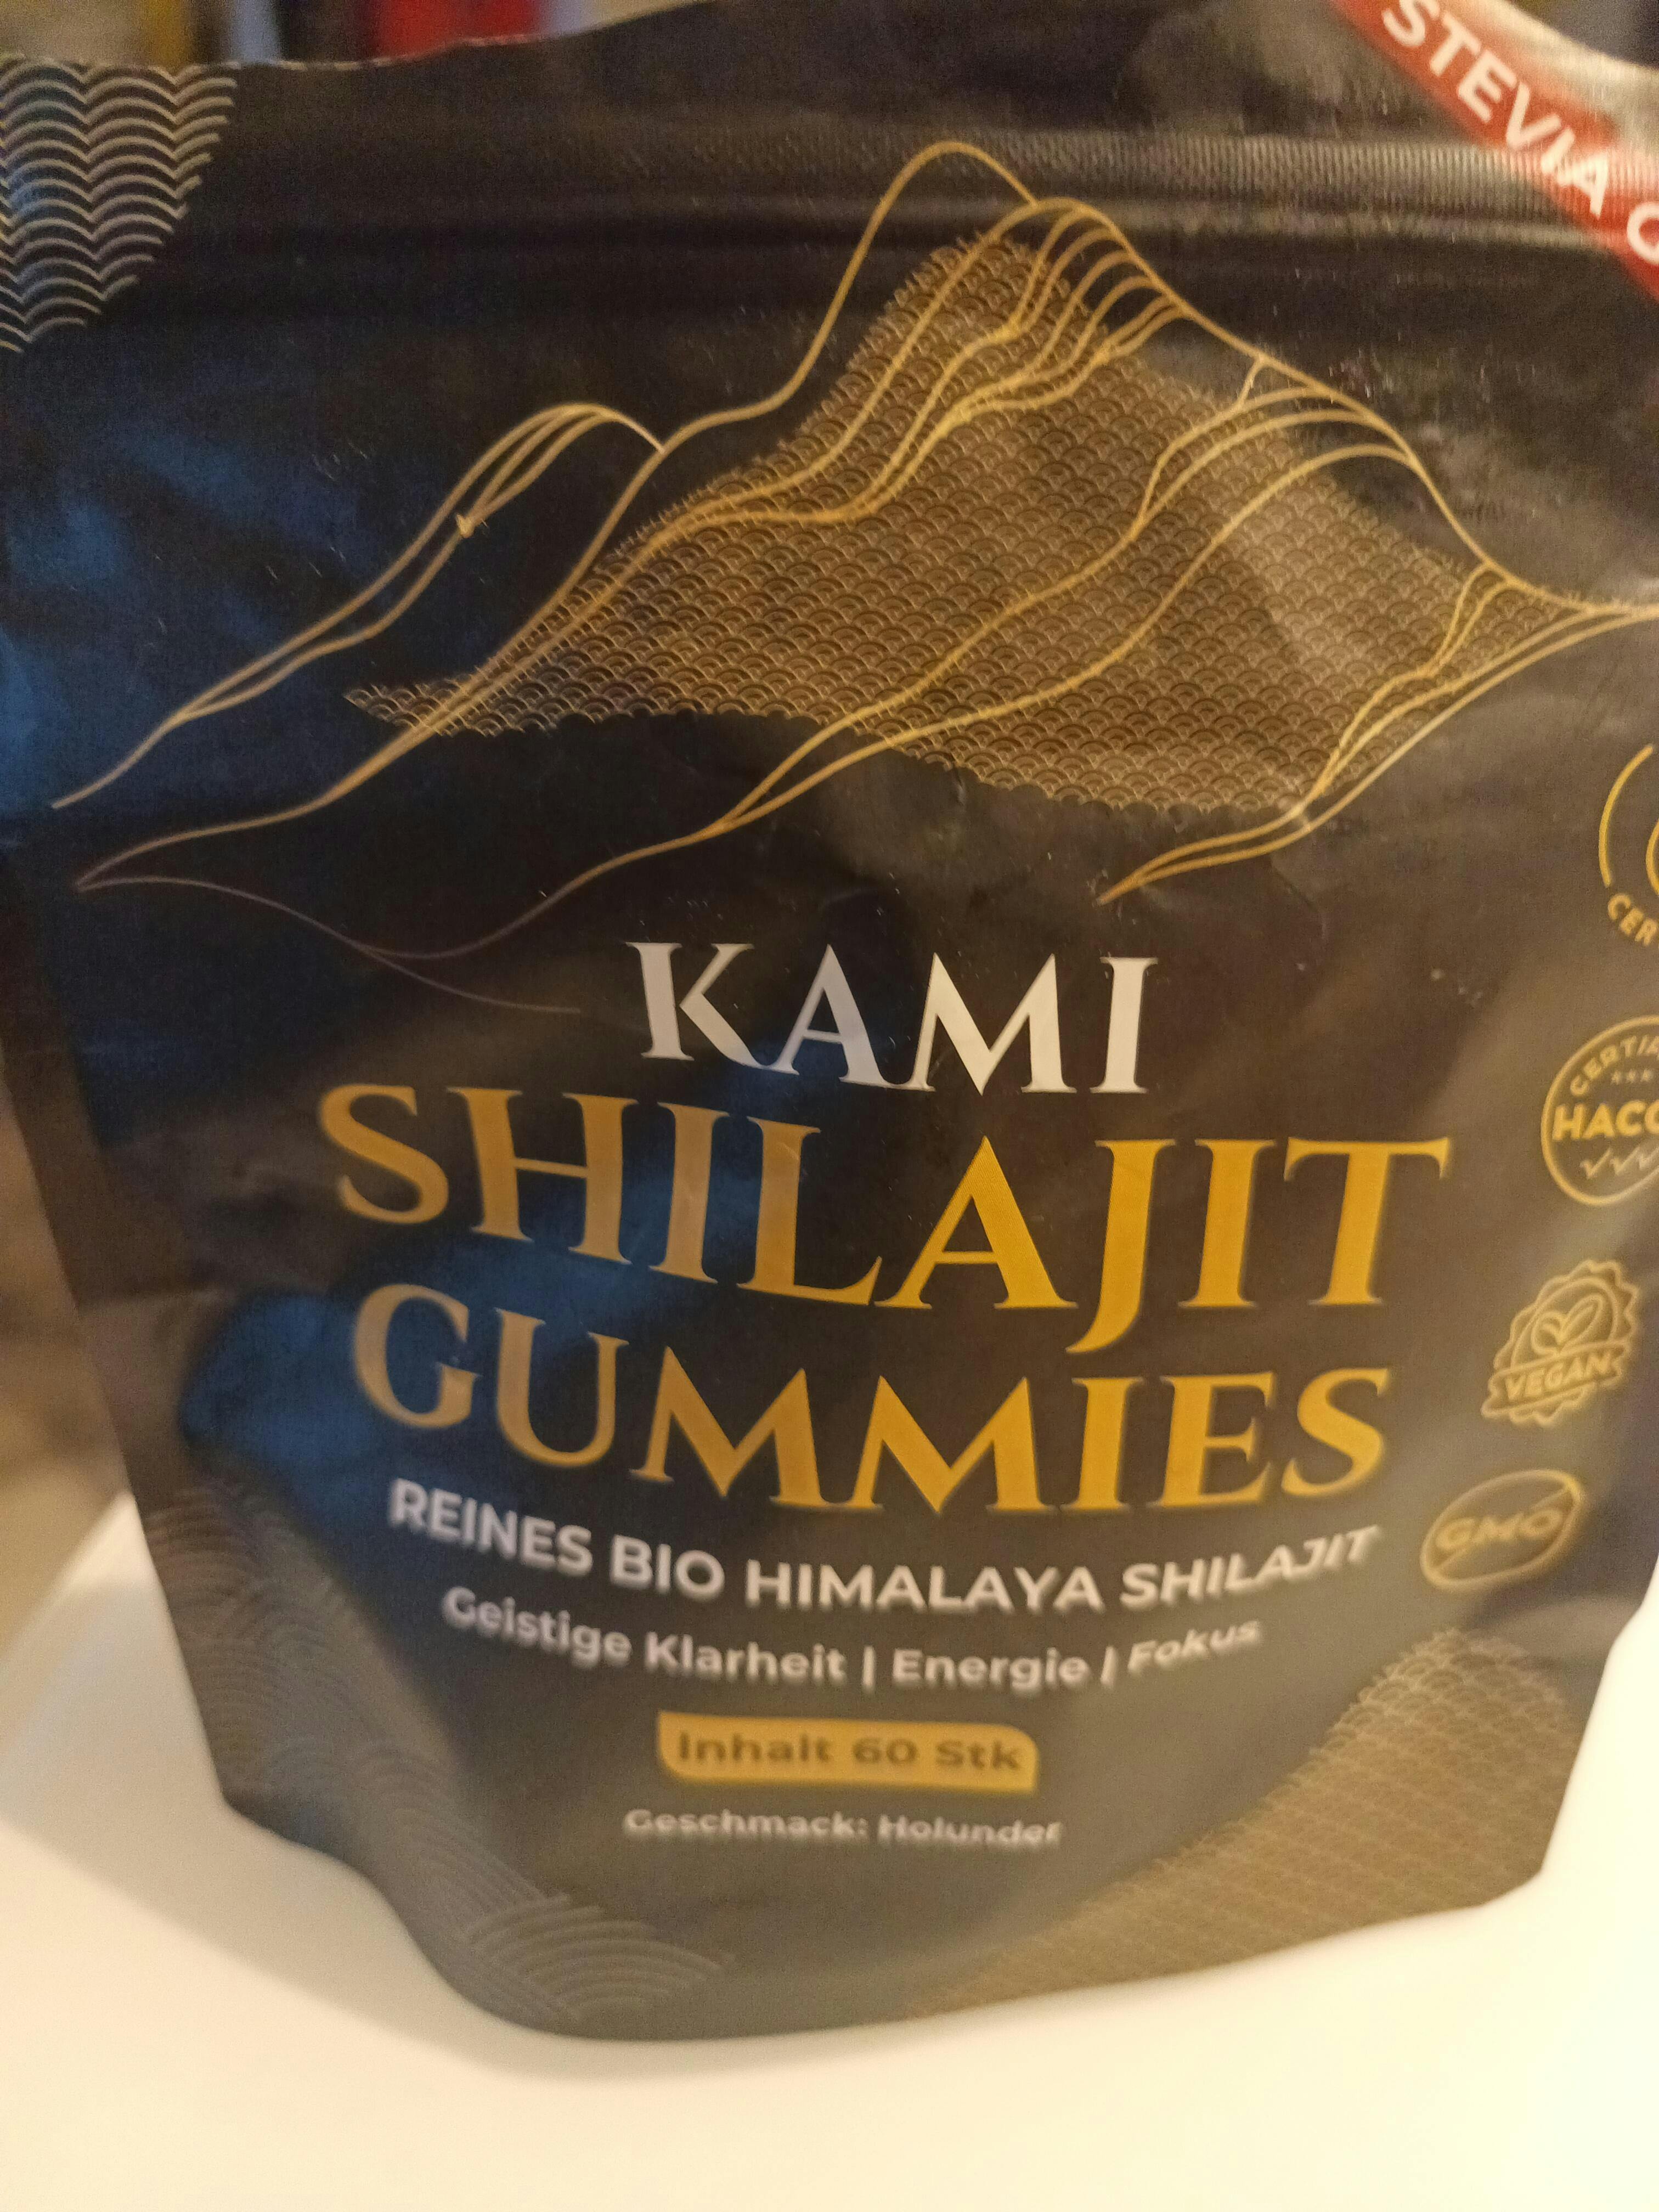 STEVIA
KAMI
SHILAJIT
GUMMIES
REINES BIO HIMALAYA SHILAJIT
Geistige Klarheit | Energie | Fokus
Inhalt 60 Stk
Geschmack: Holunder
CER
HACC
VEGAN
GMO